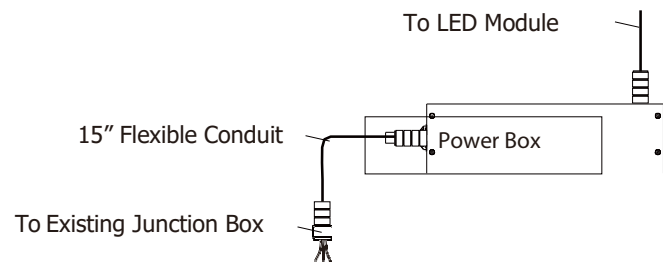 To LED Module
15” Flexible Conduit
Power Box
To Existing Junction Box